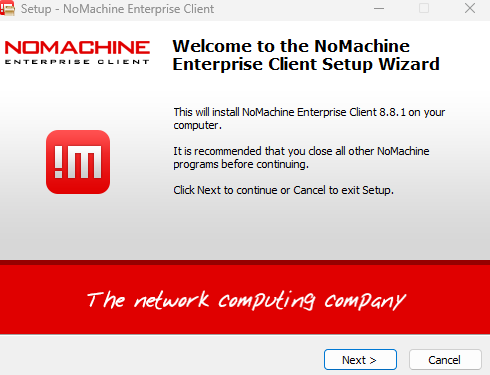 Setup - NoMachine Enterprise Client
NOMACHINE
ENTERPRISE CLIENT
Welcome to the NoMachine
Enterprise Client Setup Wizard
This will install NoMachine Enterprise Client 8.8.1 on your
computer.
It is recommended that you close all other NoMachine
programs before continuing.
Click Next to continue or Cancel to exit Setup.
!m
The network computing company
Next >
Cancel